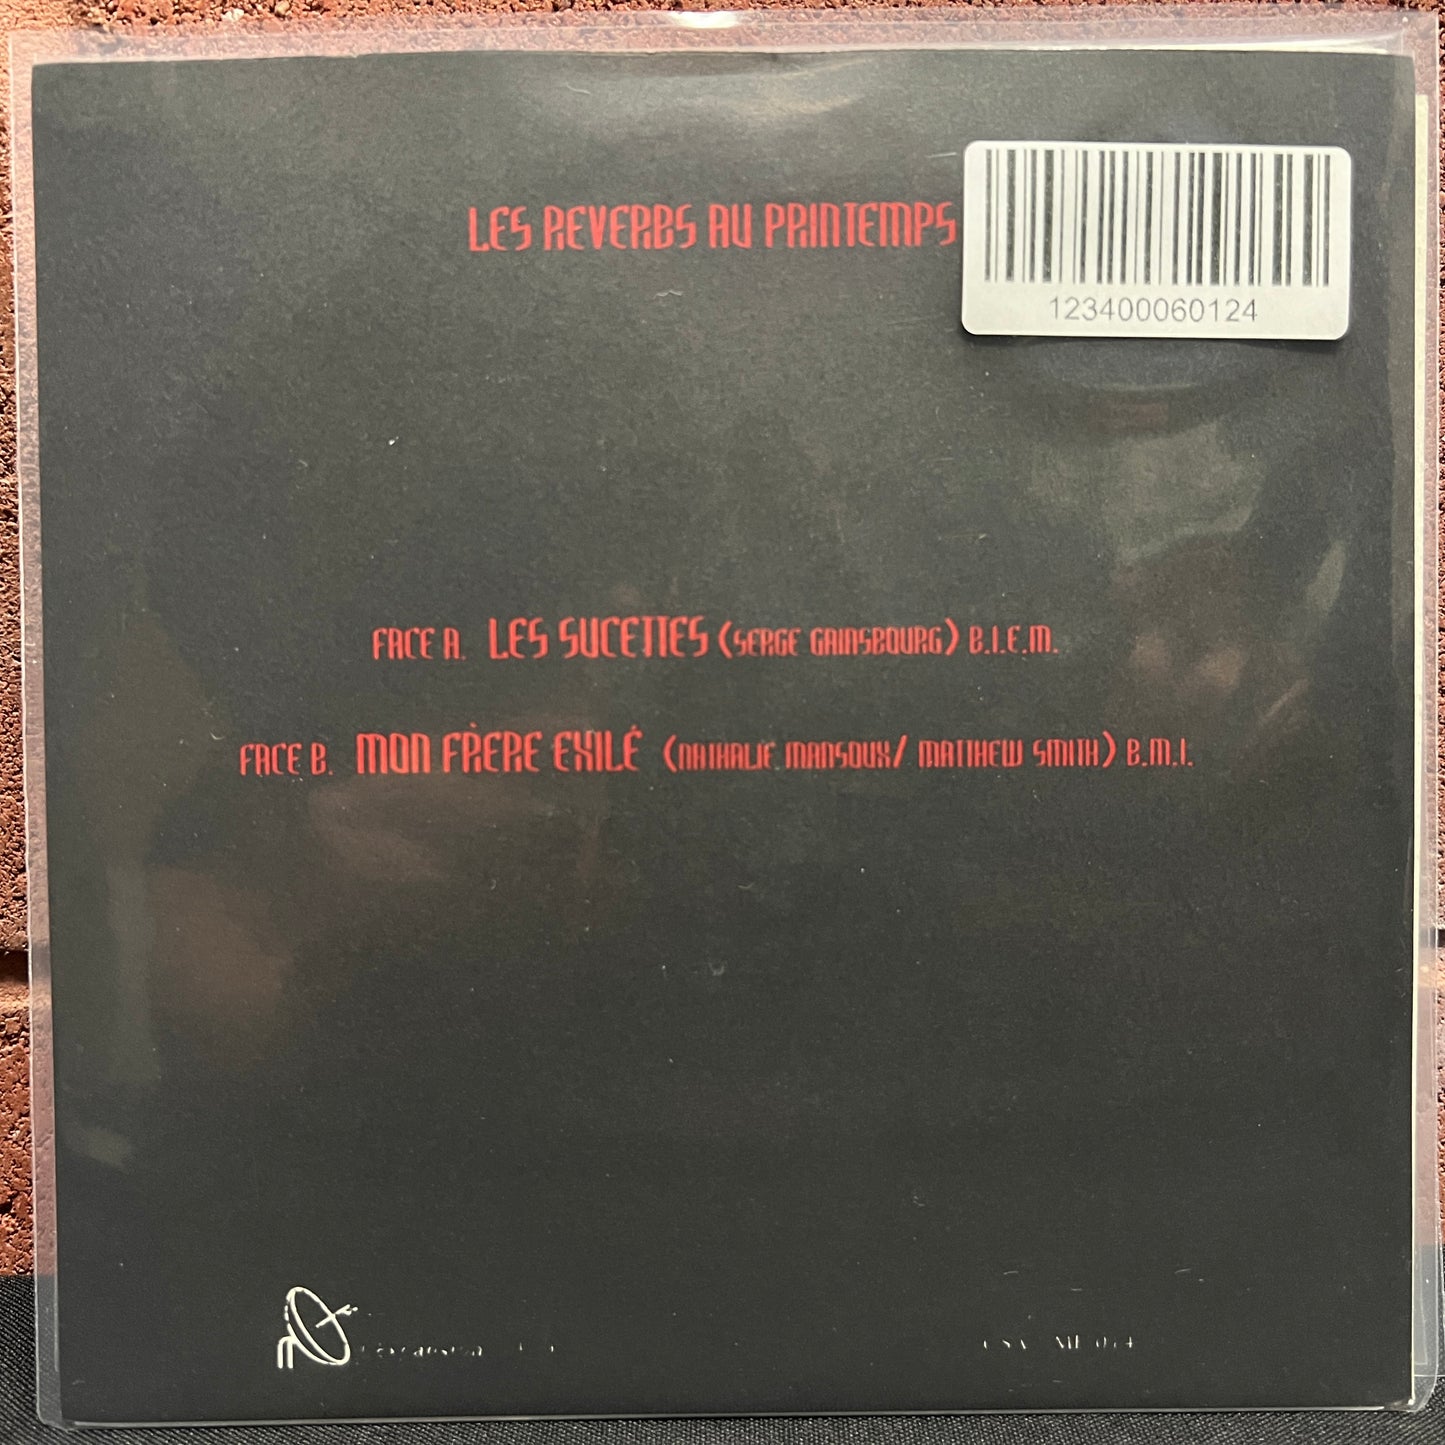 LES REVERBS AU PRINTEMPS
123400060124
FACE A. LES SUCETTES (SERGE GAINSBOURG) B.I.E.M.
FACE B. MON FRÈRE EXILÉ (NATHALIE MANSOUX/ MATTHEW SMITH) B.M.I.